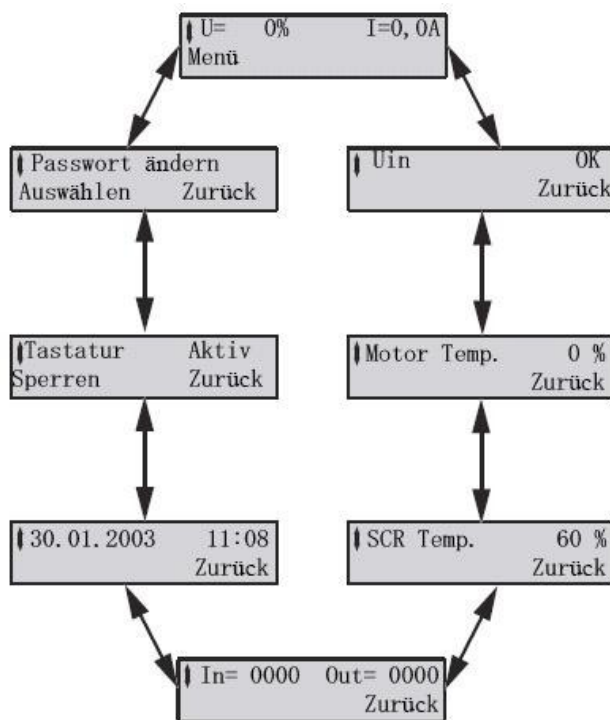 U= 0% I=0,0A
Menü
Passwort ändern
Auswählen Zurück
Uin OK
Zurück
Tastatur Aktiv
Sperren Zurück
Motor Temp. 0 %
Zurück
30.01.2003 11:08
Zurück
SCR Temp. 60 %
Zurück
In= 0000 Out= 0000
Zurück